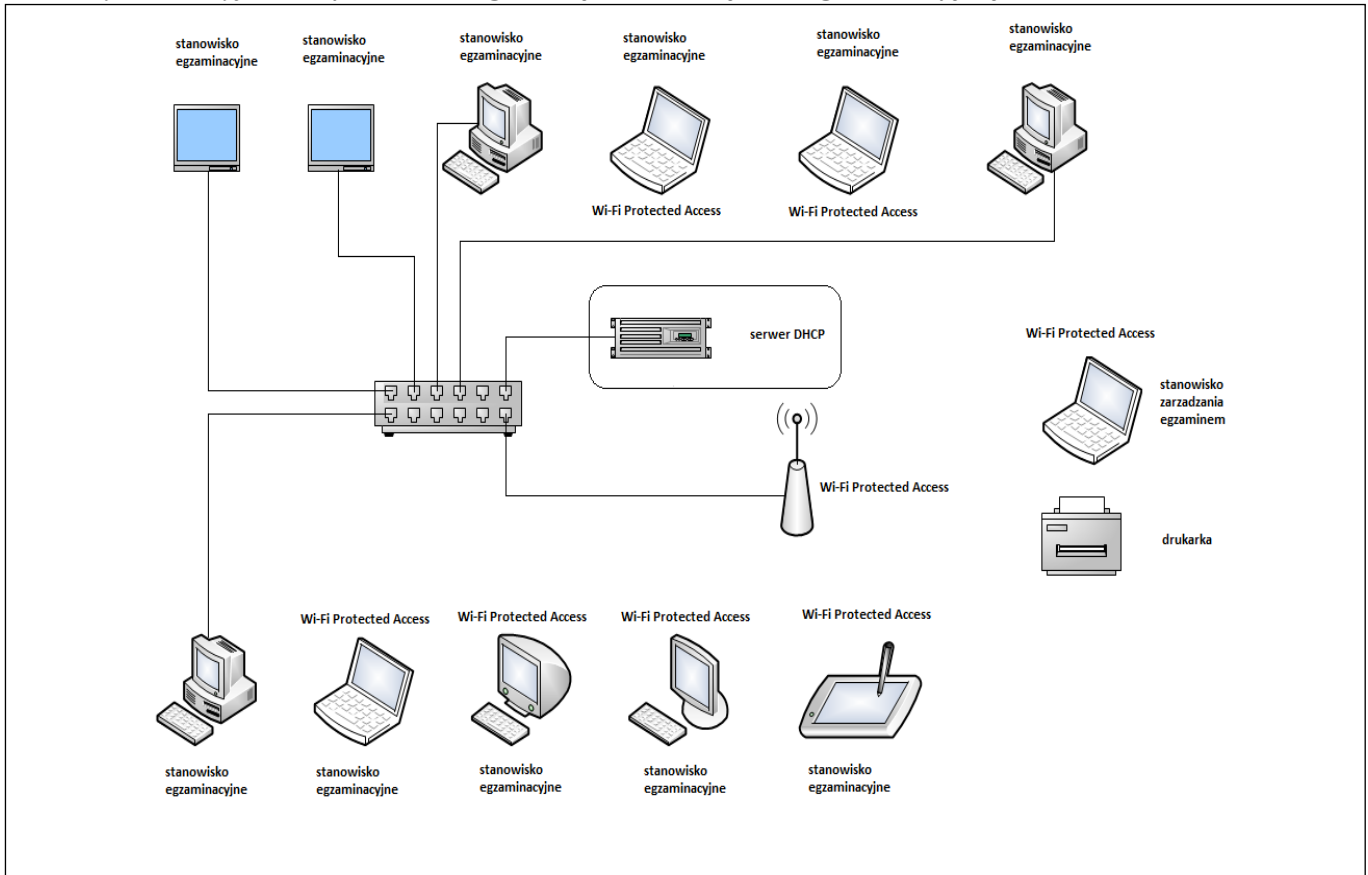 stanowisko
egzaminacyjne
stanowisko
egzaminacyjne
stanowisko
egzaminacyjne
stanowisko
egzaminacyjne
stanowisko
egzaminacyjne
stanowisko
egzaminacyjne
Wi-Fi Protected Access
Wi-Fi Protected Access
serwer DHCP
Wi-Fi Protected Access
stanowisko
zarzadzania
egzaminem
Wi-Fi Protected Access
drukarka
Wi-Fi Protected Access
Wi-Fi Protected Access
Wi-Fi Protected Access
Wi-Fi Protected Access
stanowisko
egzaminacyjne
stanowisko
egzaminacyjne
stanowisko
egzaminacyjne
stanowisko
egzaminacyjne
stanowisko
egzaminacyjne